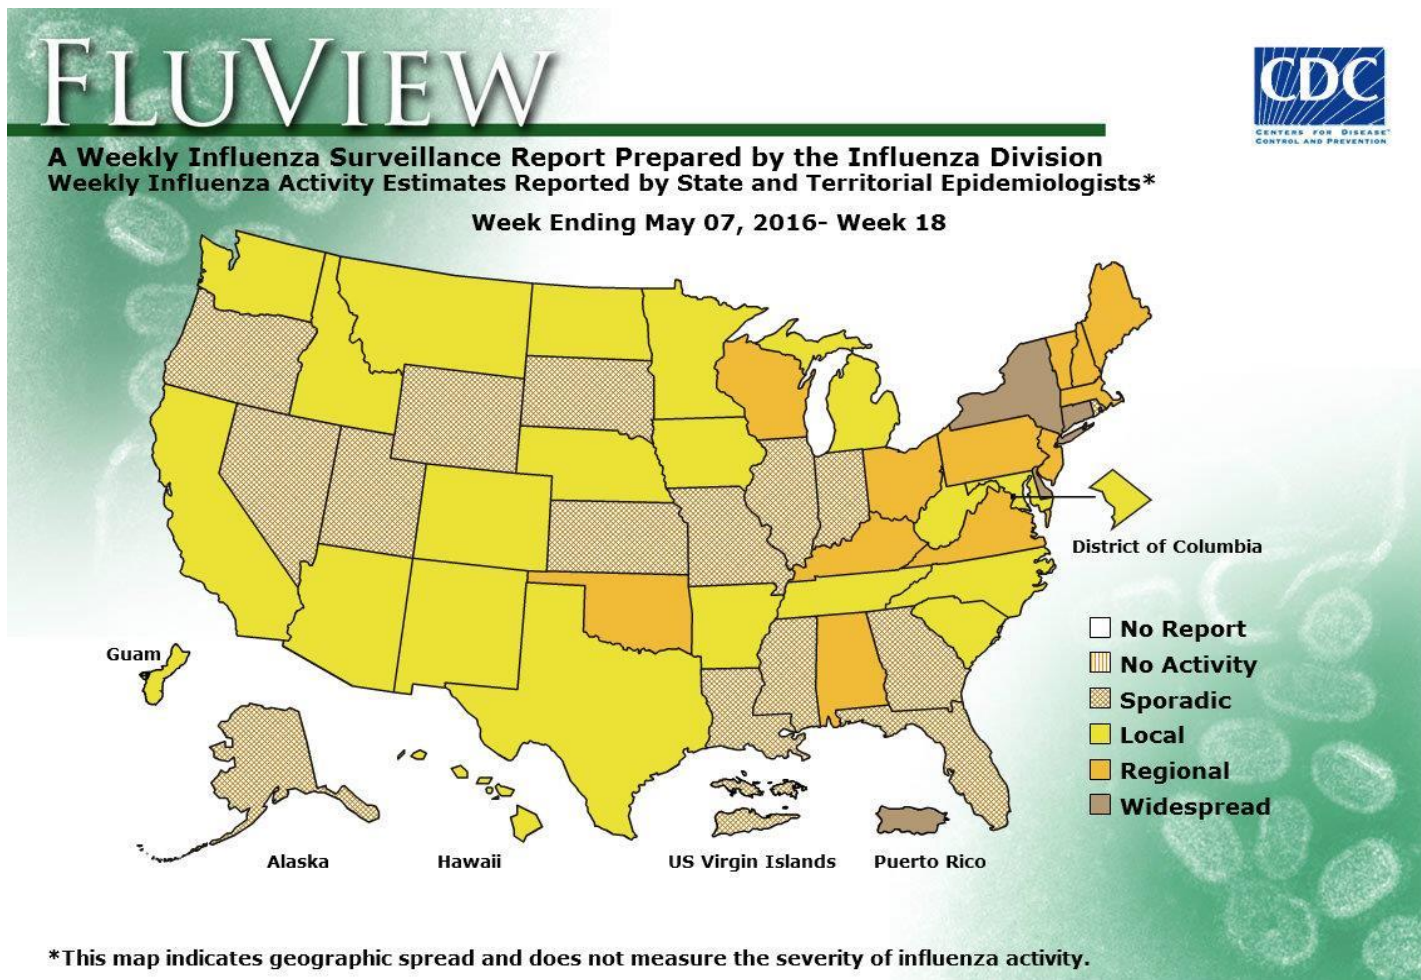 FLUVIEW
CDC
CENTERS FOR DISEASE
CONTROL AND PREVENTION
A Weekly Influenza Surveillance Report Prepared by the Influenza Division
Weekly Influenza Activity Estimates Reported by State and Territorial Epidemiologists*
Week Ending May 07, 2016- Week 18
District of Columbia
No Report
Guam
No Activity
Sporadic
Local
Regional
Widespread
Alaska
Hawaii
US Virgin Islands
Puerto Rico
*This map indicates geographic spread and does not measure the severity of influenza activity.